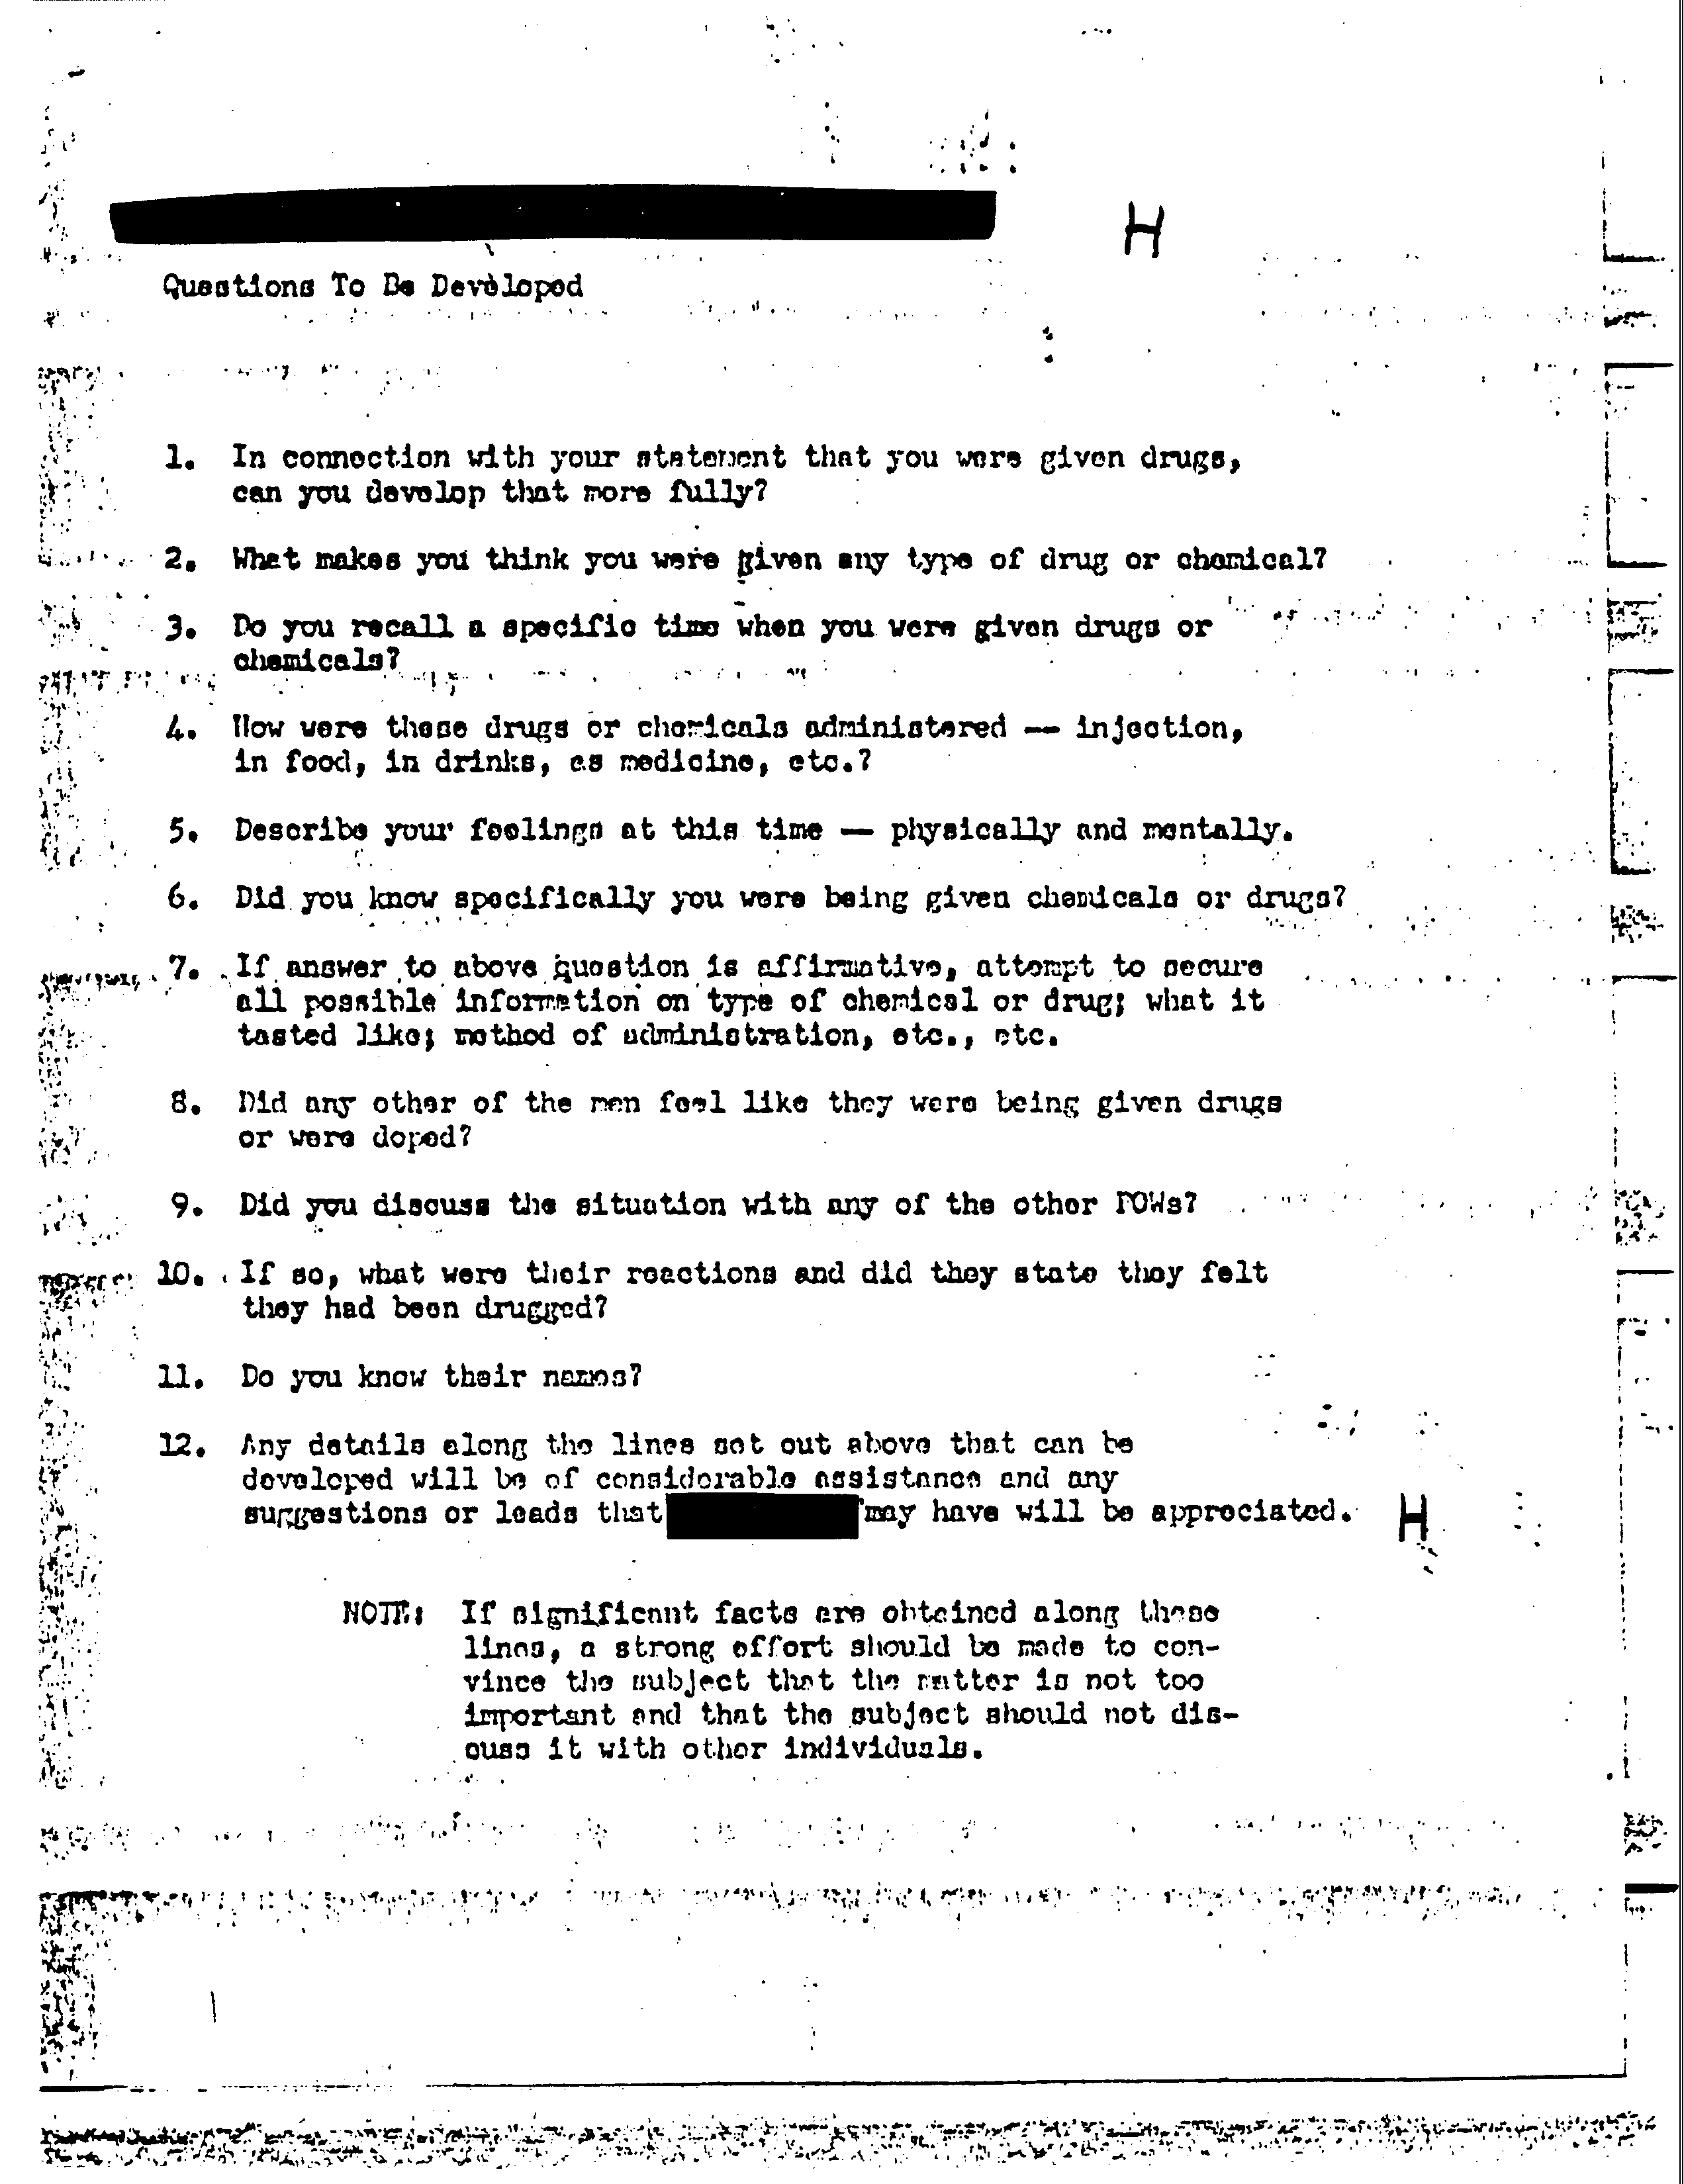 H
Questions To Be Developed
1. In connection with your statement that you were given drugs,
can you develop that more fully?
2. What makes you think you were given any type of drug or chemical?
3. Do you recall a specific time when you were given drugs or
chemicals?
4. How were these drugs or chemicals administered -- injection,
in food, in drinks, as medicine, etc.?
5. Describe your feelings at this time -- physically and mentally.
6. Did you know specifically you were being given chemicals or drugs?
7. If answer to above question is affirmative, attempt to secure
all possible information on type of chemical or drug; what it
tasted like; method of administration, etc., etc.
8. Did any other of the men feel like they were being given drugs
or were doped?
9. Did you discuss the situation with any of the other POWs?
10. If so, what were their reactions and did they state they felt
they had been drugged?
11. Do you know their names?
12. Any details along the lines set out above that can be
developed will be of considerable assistance and any
suggestions or leads that may have will be appreciated. H
NOTE: If significant facts are obtained along these
lines, a strong effort should be made to con-
vince the subject that the matter is not too
important and that the subject should not dis-
cuss it with other individuals.